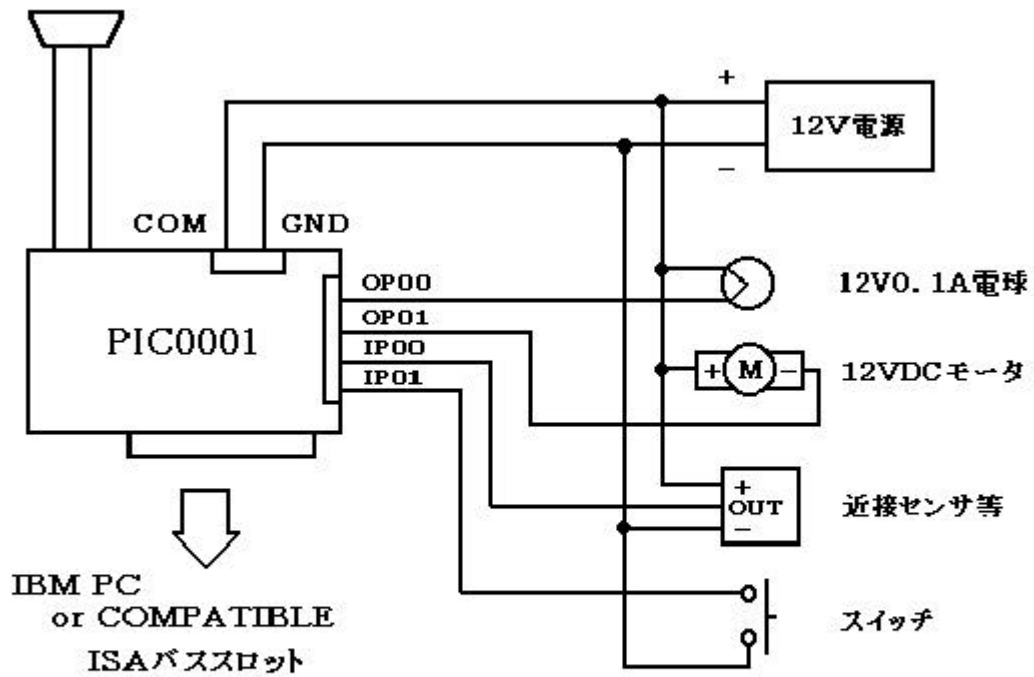 +
12V電源
−
COM
GND
OP00
OP01
IP00
IP01
PIC0001
12V0.1A電球
+ M −
12VDCモータ
+
OUT
−
近接センサ等
スイッチ
IBM PC
or COMPATIBLE
ISAバススロット